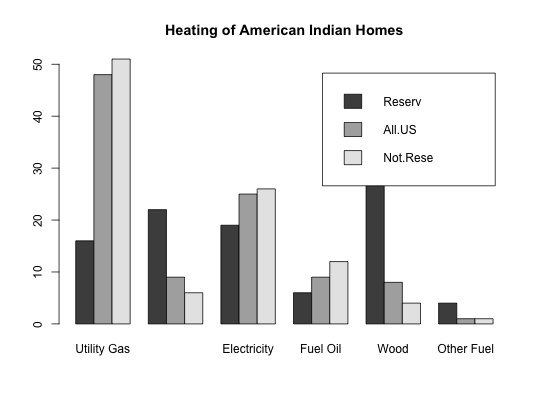 Heating of American Indian Homes
50
40
30
20
10
0
Reserv
All.US
Not.Rese
Utility Gas Electricity Fuel Oil Wood Other Fuel